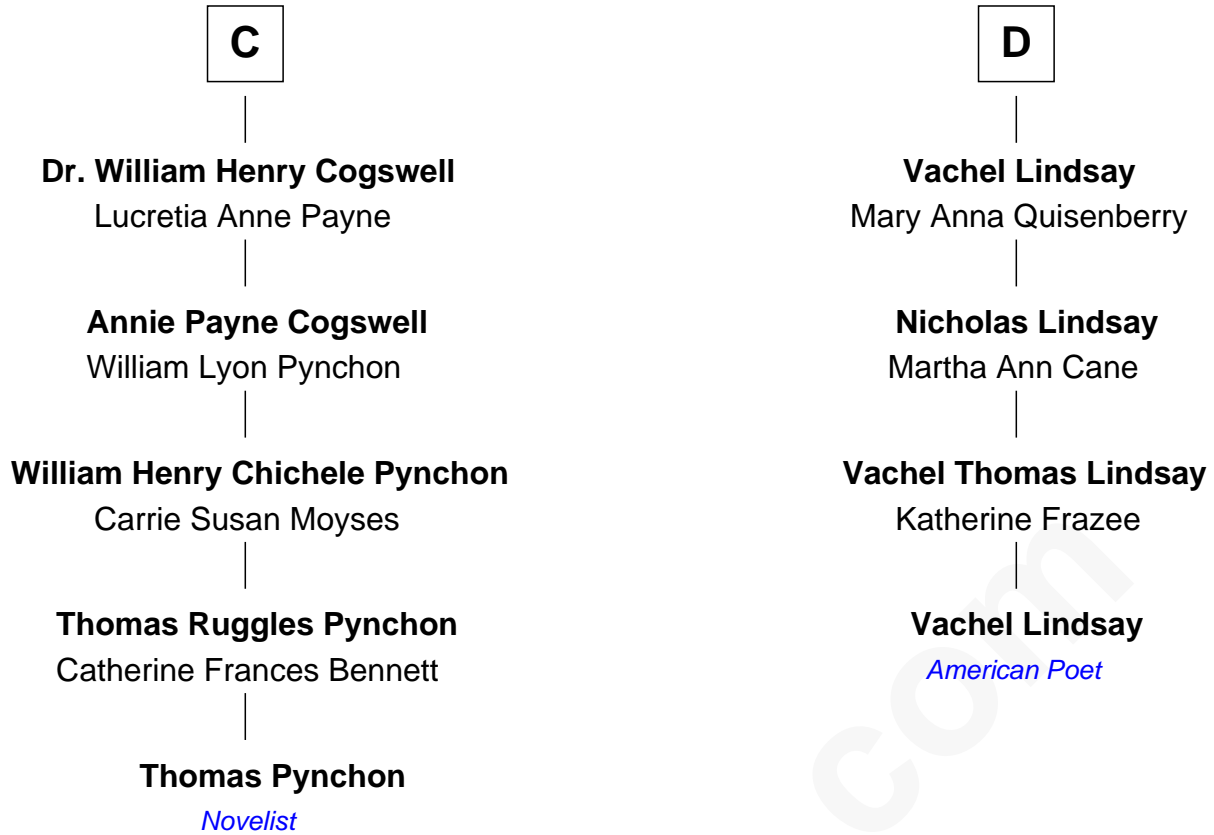 C
Dr. William Henry Cogswell
Lucretia Anne Payne
Annie Payne Cogswell
William Lyon Pynchon
William Henry Chichele Pynchon
Carrie Susan Moyses
Thomas Ruggles Pynchon
Catherine Frances Bennett
Thomas Pynchon
Novelist
D
Vachel Lindsay
Mary Anna Quisenberry
Nicholas Lindsay
Martha Ann Cane
Vachel Thomas Lindsay
Katherine Frazee
Vachel Lindsay
American Poet
com